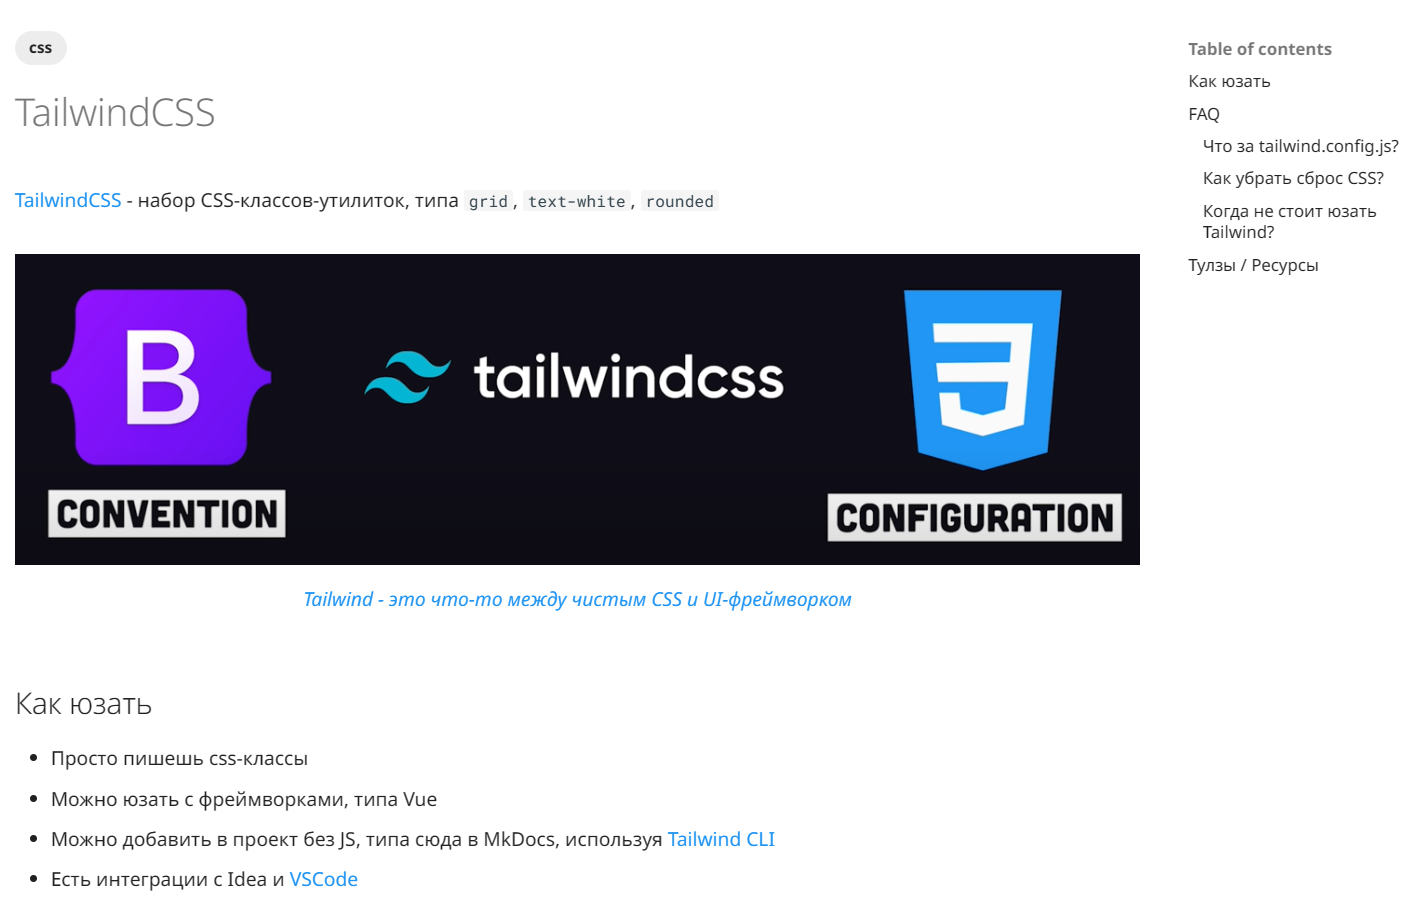 css
TailwindCSS
TailwindCSS - набор CSS-классов-утилиток, типа grid, text-white, rounded
B
tailwindcss
3
CONVENTION
CONFIGURATION
Tailwind - это что-то между чистым CSS и UI-фреймворком
Как юзать
Просто пишешь css-классы
Можно юзать с фреймворками, типа Vue
Можно добавить в проект без JS, типа сюда в MkDocs, используя Tailwind CLI
Есть интеграции с Idea и VSCode
Table of contents
Как юзать
FAQ
Что за tailwind.config.js?
Как убрать сброс CSS?
Когда не стоит юзать
Tailwind?
Тулзы / Ресурсы